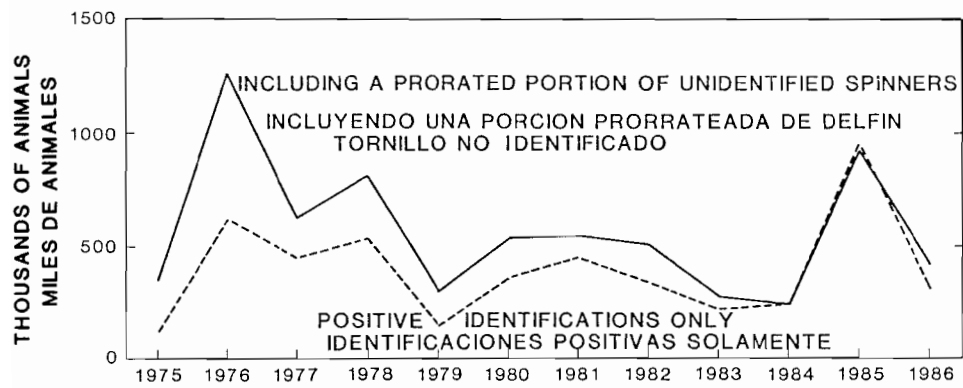 1500
1000
500
0
THOUSANDS OF ANIMALS
MILES DE ANIMALES
INCLUDING A PRORATED PORTION OF UNIDENTIFIED SPINNERS
INCLUYENDO UNA PORCION PRORRATEADA DE DELFIN
TORNILLO NO IDENTIFICADO
POSITIVE IDENTIFICATIONS ONLY
IDENTIFICACIONES POSITIVAS SOLAMENTE
1975 1976 1977 1978 1979 1980 1981 1982 1983 1984 1985 1986